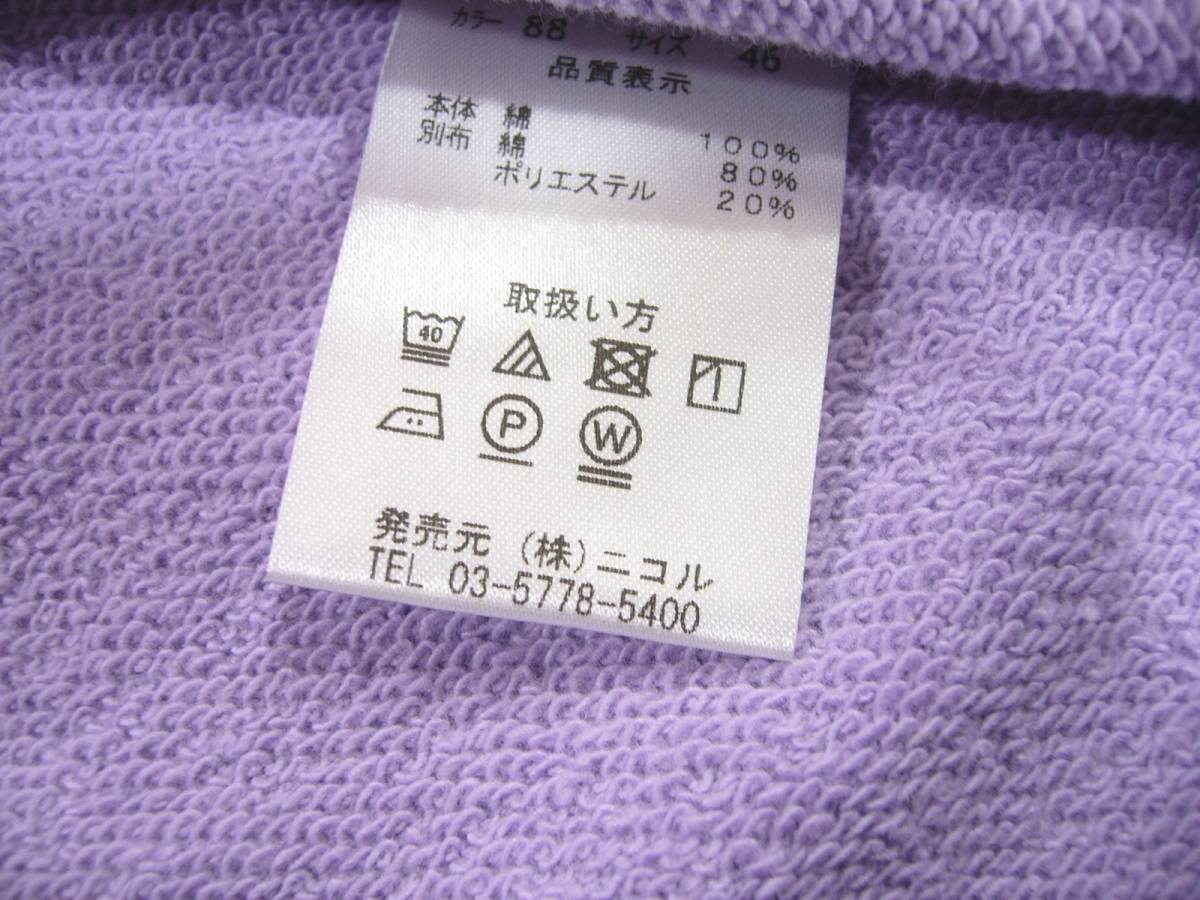 カラー 88 サイズ 46
品質表示
本体 綿 100%
別布 綿 80%
ポリエステル 20%
取扱い方
40
P W
発売元 (株)ニコル
TEL 03-5778-5400